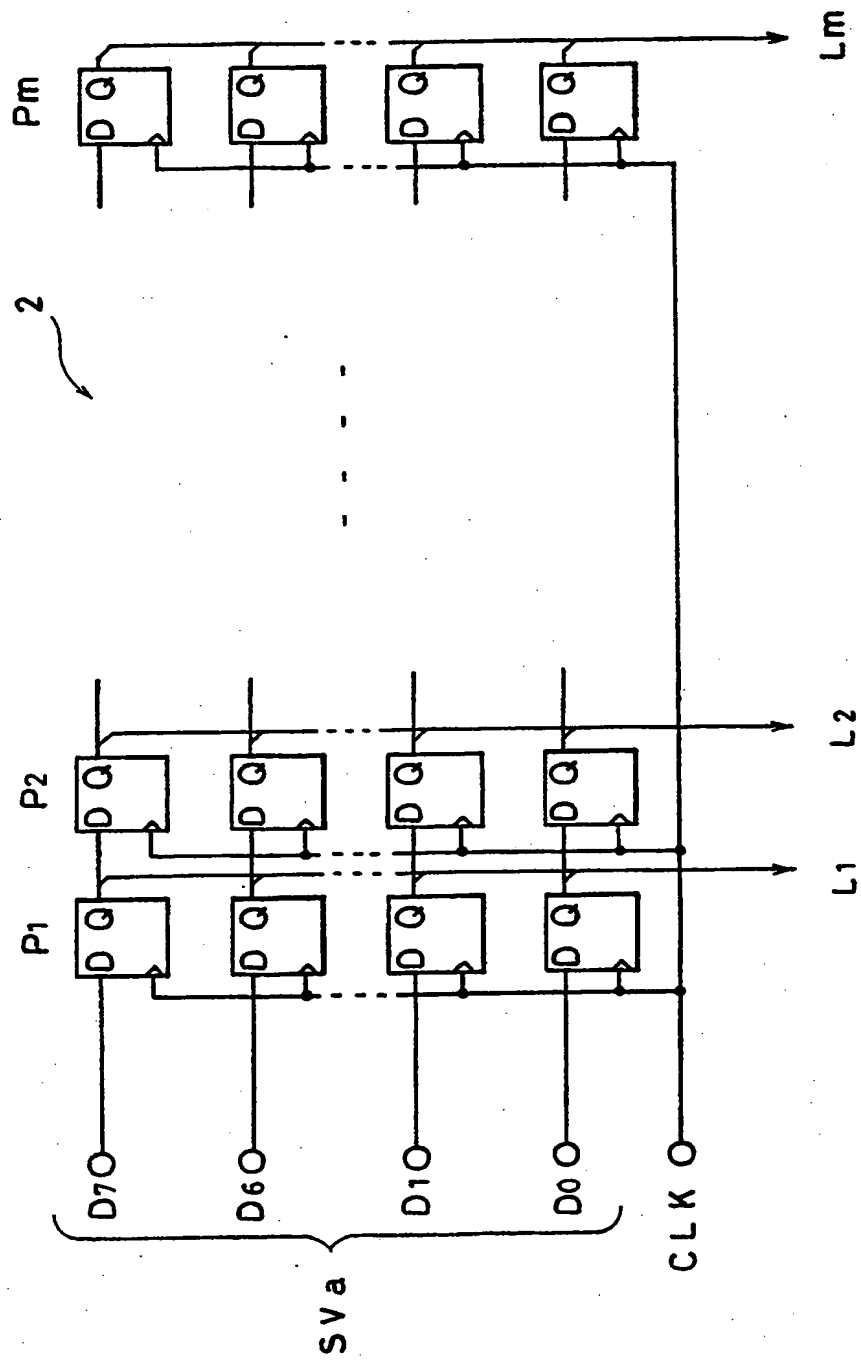 2
P1 P2 Pm
D7 D Q D Q D Q
D6 D Q D Q D Q
D1 D Q D Q D Q
D0 D Q D Q D Q
SVa
CLK
L1 L2 Lm